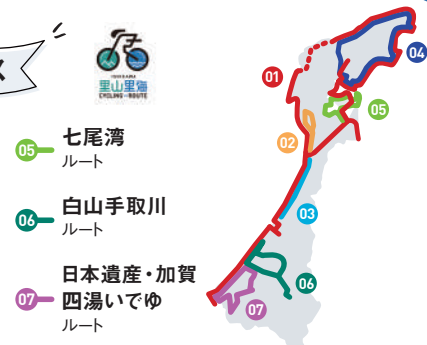 ISHIKAWA
里山里海
CYCLING ROUTE
05 七尾湾
ルート
06 白山手取川
ルート
07 日本遺産・加賀
四湯いでゆ
ルート
01
04
05
02
03
06
07